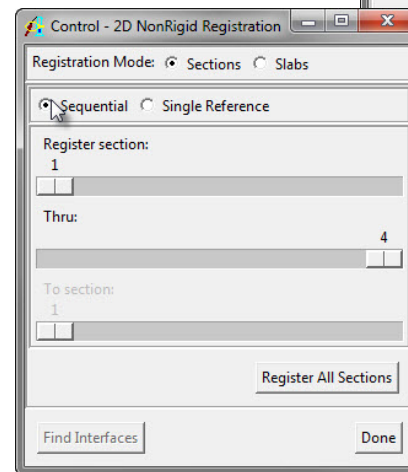 Control - 2D NonRigid Registration
Registration Mode: Sections Slabs
Sequential Single Reference
Register section:
1
Thru:
4
To section:
1
Register All Sections
Find Interfaces Done